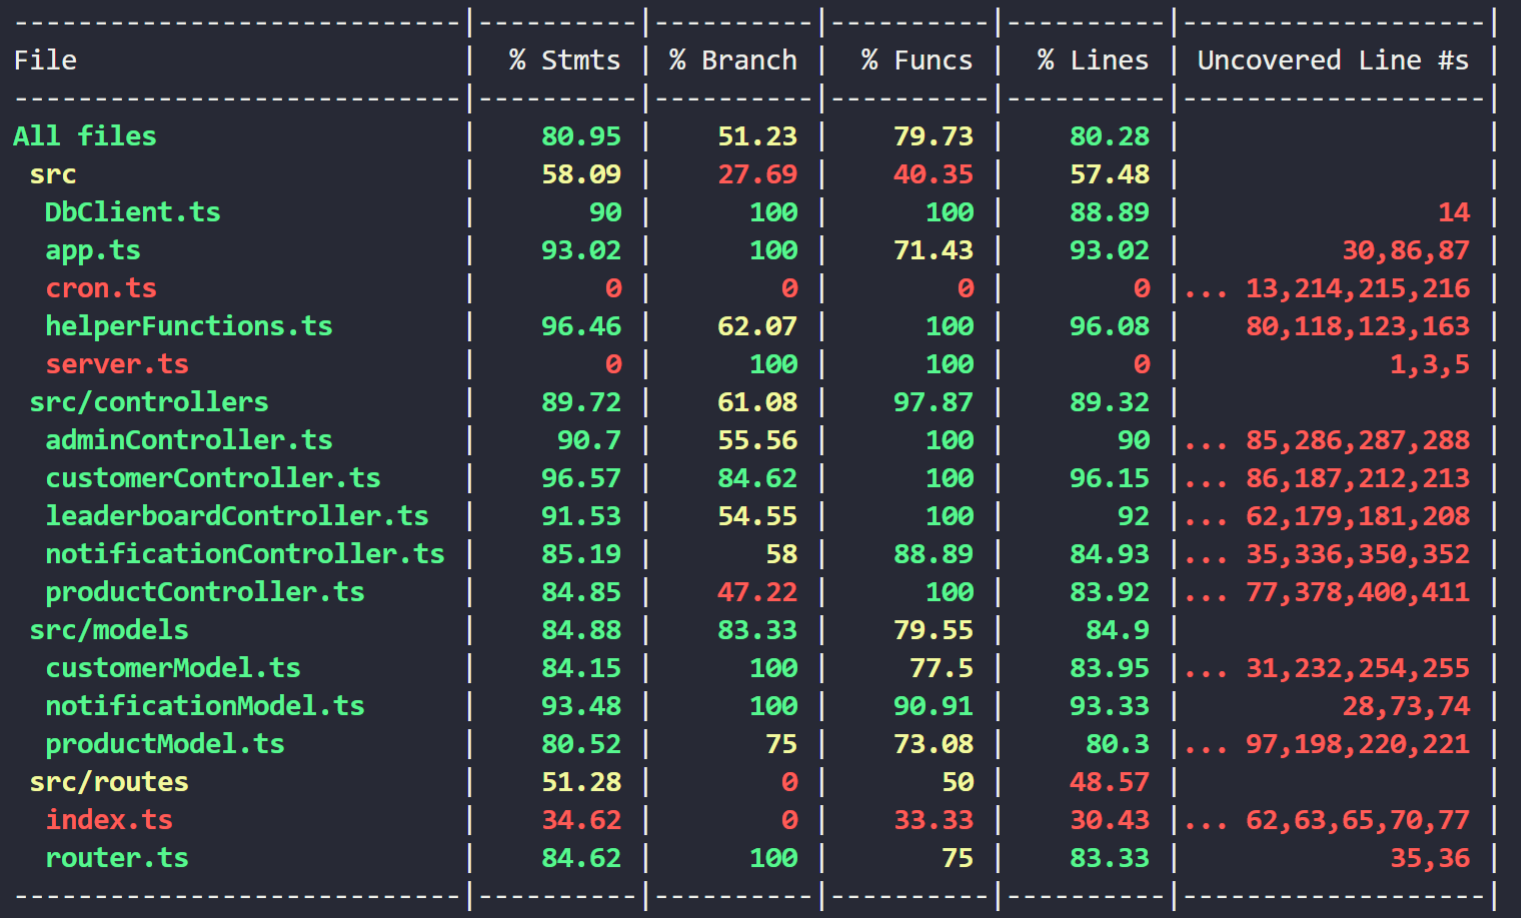 ----------------------------|----------|----------|----------|----------|-------------------|
File                        |  % Stmts | % Branch |  % Funcs |  % Lines | Uncovered Line #s |
----------------------------|----------|----------|----------|----------|-------------------|
All files                   |    80.95 |    51.23 |    79.73 |    80.28 |                   |
 src                        |    58.09 |    27.69 |    40.35 |    57.48 |                   |
  DbClient.ts               |       90 |      100 |      100 |    88.89 |                14 |
  app.ts                    |    93.02 |      100 |    71.43 |    93.02 |          30,86,87 |
  cron.ts                   |        0 |        0 |        0 |        0 |... 13,214,215,216 |
  helperFunctions.ts        |    96.46 |    62.07 |      100 |    96.08 |    80,118,123,163 |
  server.ts                 |        0 |      100 |      100 |        0 |             1,3,5 |
 src/controllers            |    89.72 |    61.08 |    97.87 |    89.32 |                   |
  adminController.ts        |     90.7 |    55.56 |      100 |       90 |... 85,286,287,288 |
  customerController.ts     |    96.57 |    84.62 |      100 |    96.15 |... 86,187,212,213 |
  leaderboardController.ts  |    91.53 |    54.55 |      100 |       92 |... 62,179,181,208 |
  notificationController.ts |    85.19 |       58 |    88.89 |    84.93 |... 35,336,350,352 |
  productController.ts      |    84.85 |    47.22 |      100 |    83.92 |... 77,378,400,411 |
 src/models                 |    84.88 |    83.33 |    79.55 |     84.9 |                   |
  customerModel.ts          |    84.15 |      100 |     77.5 |    83.95 |... 31,232,254,255 |
  notificationModel.ts      |    93.48 |      100 |    90.91 |    93.33 |          28,73,74 |
  productModel.ts           |    80.52 |       75 |    73.08 |     80.3 |... 97,198,220,221 |
 src/routes                 |    51.28 |        0 |       50 |    48.57 |                   |
  index.ts                  |    34.62 |        0 |    33.33 |    30.43 |... 62,63,65,70,77 |
  router.ts                 |    84.62 |      100 |       75 |    83.33 |             35,36 |
----------------------------|----------|----------|----------|----------|-------------------|